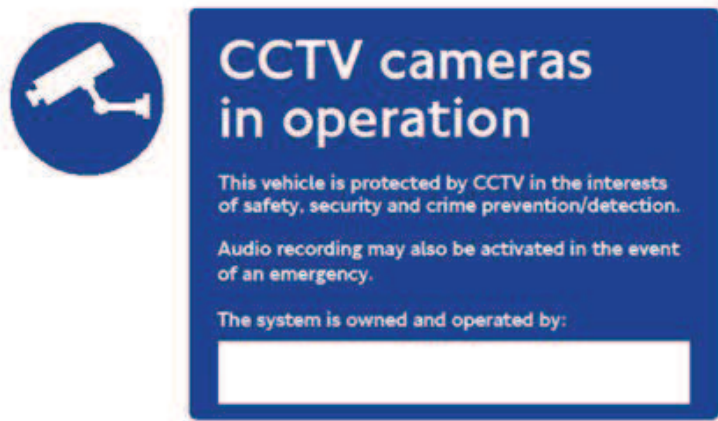 CCTV cameras
in operation
This vehicle is protected by CCTV in the interests
of safety, security and crime prevention/detection.
Audio recording may also be activated in the event
of an emergency.
The system is owned and operated by: